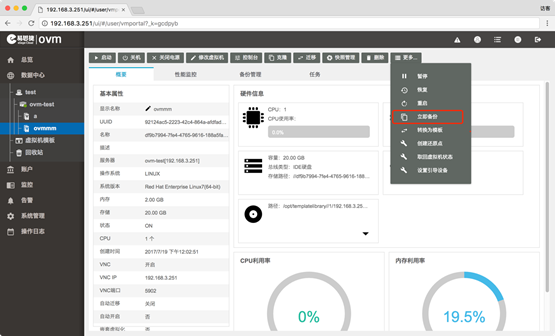 192.168.3.251/ui/#/user/v
访客
192.168.3.251/ui/#/user/vmportal?_k=gcdpyb
易思捷 ovm
启动
关机
关闭电源
修改虚拟机
控制台
克隆
迁移
快照管理
删除
更多...
总览
数据中心
test
ovm-test
a
ovmmm
虚拟机模板
回收站
账户
监控
告警
系统管理
操作日志
概要
性能监控
备份管理
任务
暂停
恢复
重启
立即备份
转换为模板
创建还原点
取回虚拟机状态
设置引导设备
基本属性
显示名称 ovmmm
UUID
名称
描述
服务器 ovm-test[192.168.3.251]
操作系统 LINUX
系统版本 Red Hat Enterprise Linux7(64-bit)
内存 2.00 GB
存储 20.00 GB
状态 ON
CPU 1 个
创建时间 2017/7/19 下午12:02:51
VNC 开启
VNC IP 192.168.3.251
VNC端口 5902
自动迁移 关闭
自动开启 否
硬件信息
CPU： 1
CPU使用率：
0.0%
容量： 20.00 GB
总线类型： IDE硬盘
存储路径： /df9b7994-7fe4-4765-9616-188...
路径： /opt/templatelibrary//1/192.168.3.25...
CPU利用率
0%
内存利用率
19.5%